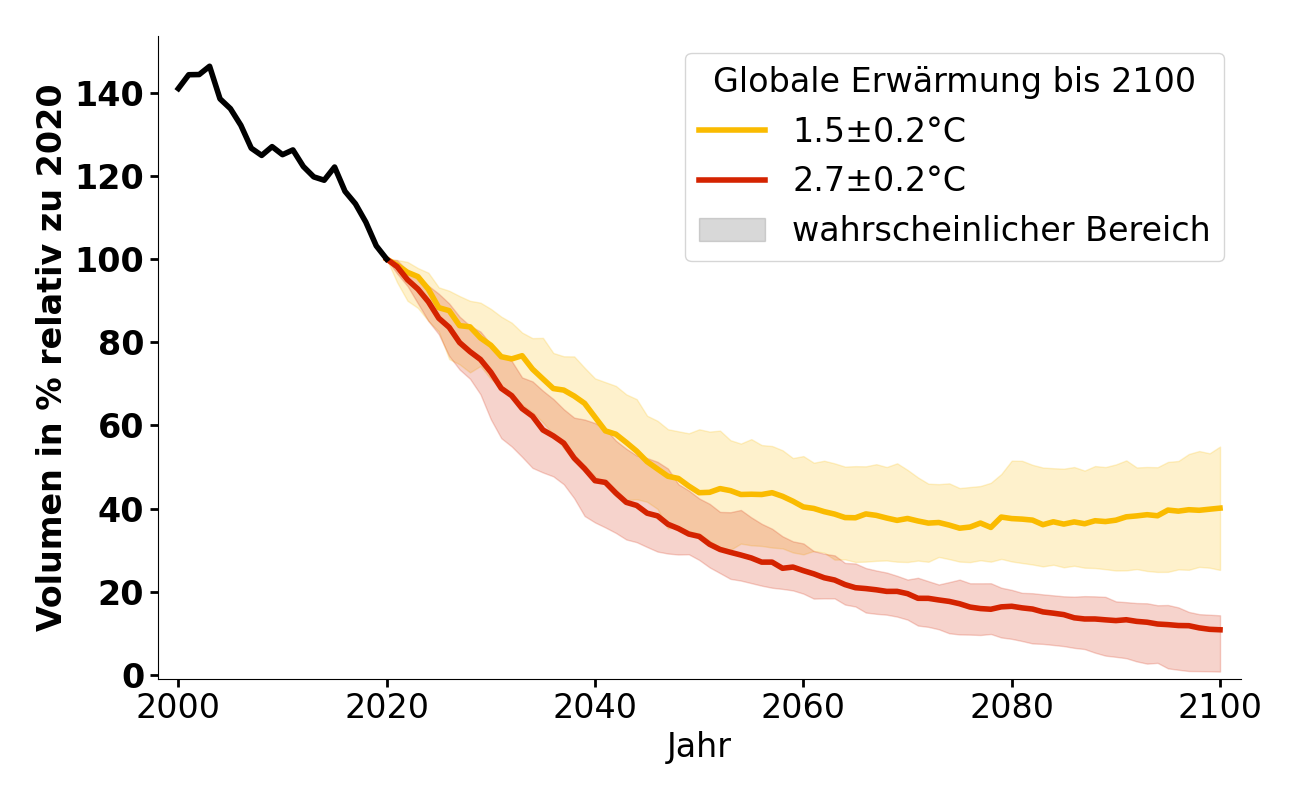 Volumen in % relativ zu 2020
140
120
100
80
60
40
20
0
Globale Erwärmung bis 2100
1.5±0.2°C
2.7±0.2°C
wahrscheinlicher Bereich
2000 2020 2040 2060 2080 2100
Jahr